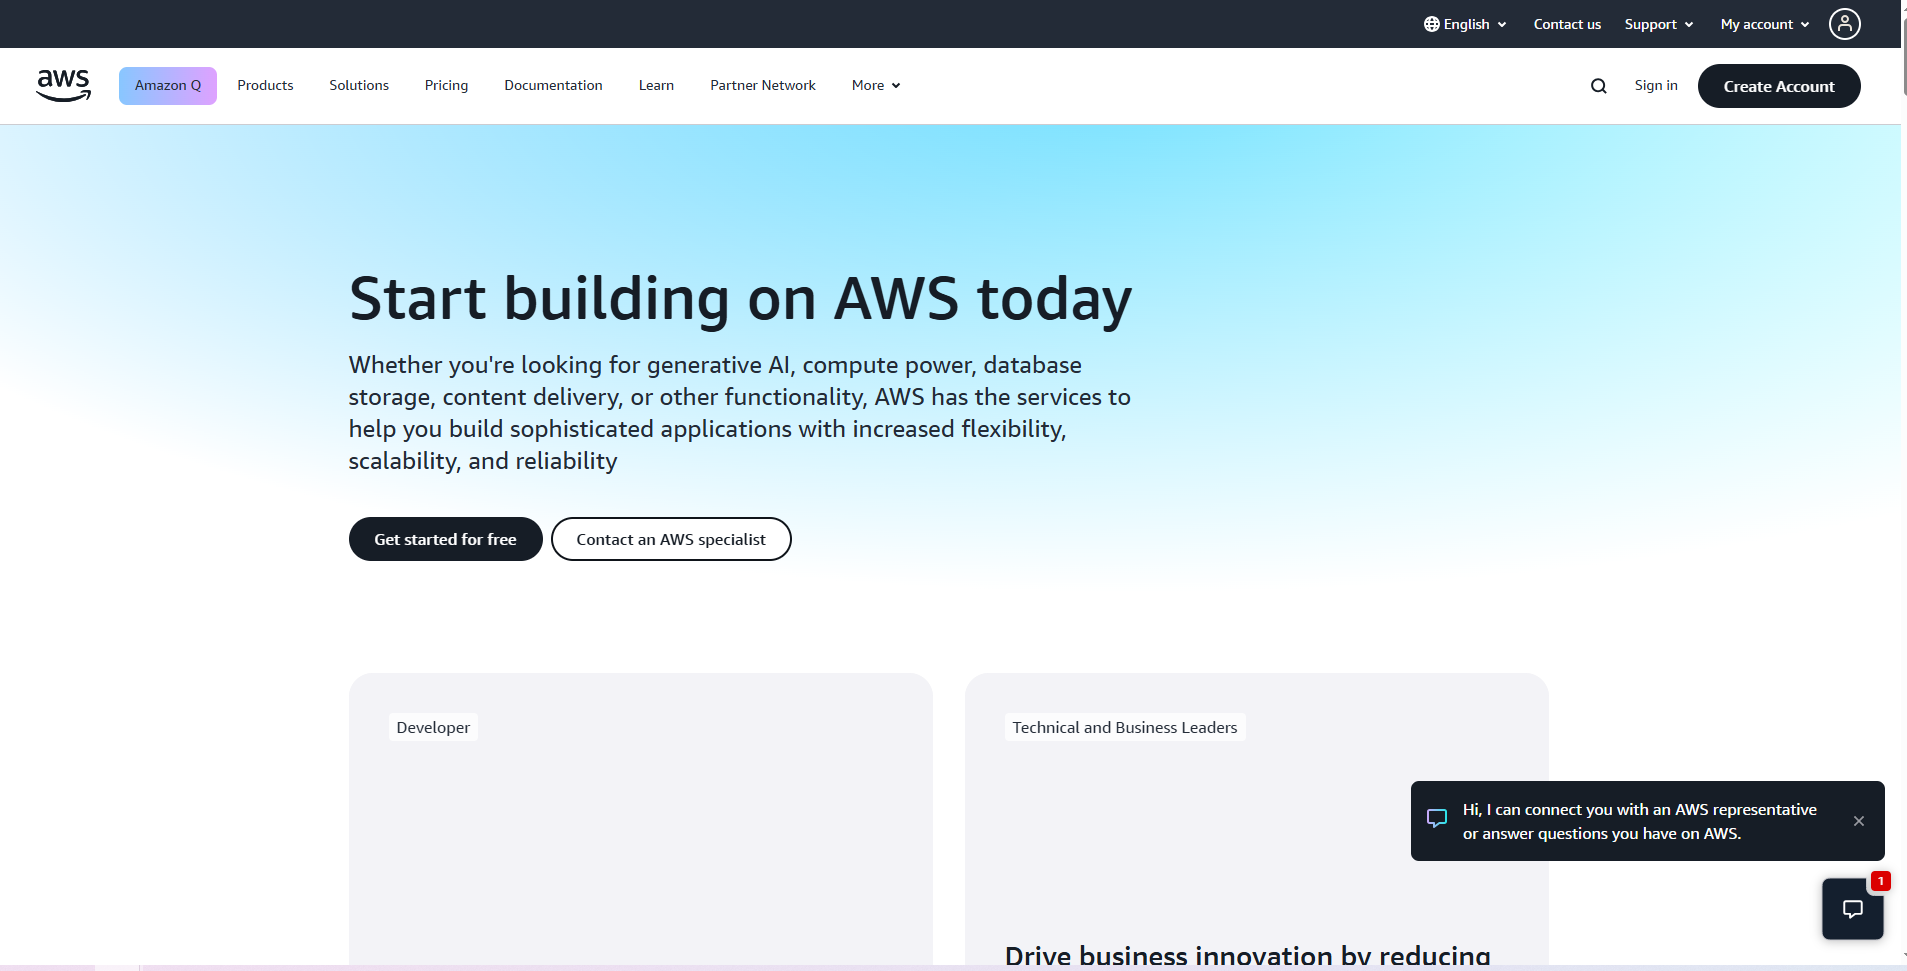 English
Contact us
Support
My account
aws
Amazon Q
Products
Solutions
Pricing
Documentation
Learn
Partner Network
More
Sign in
Create Account
Start building on AWS today
Whether you're looking for generative AI, compute power, database
storage, content delivery, or other functionality, AWS has the services to
help you build sophisticated applications with increased flexibility,
scalability, and reliability
Get started for free
Contact an AWS specialist
Developer
Technical and Business Leaders
Drive business innovation by reducing
Hi, I can connect you with an AWS representative
or answer questions you have on AWS.
1